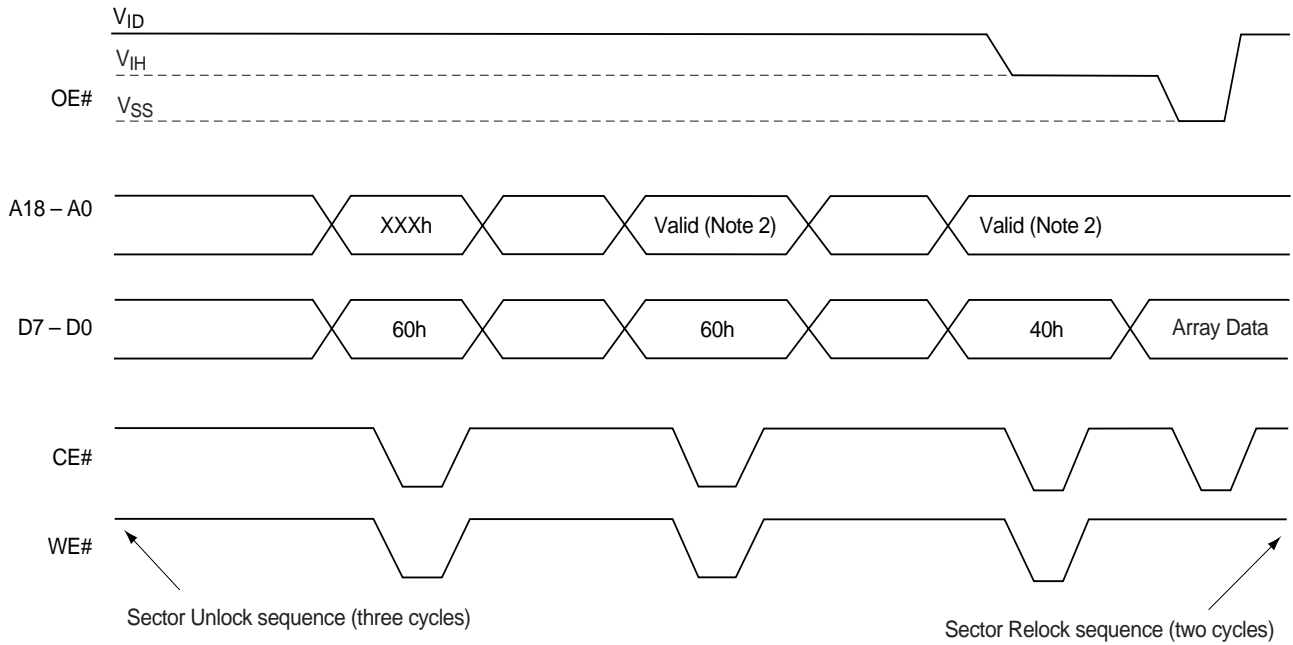 VID
VIH
OE#
VSS
A18 – A0
XXXh
Valid (Note 2)
Valid (Note 2)
D7 – D0
60h
60h
40h
Array Data
CE#
WE#
Sector Unlock sequence (three cycles)
Sector Relock sequence (two cycles)